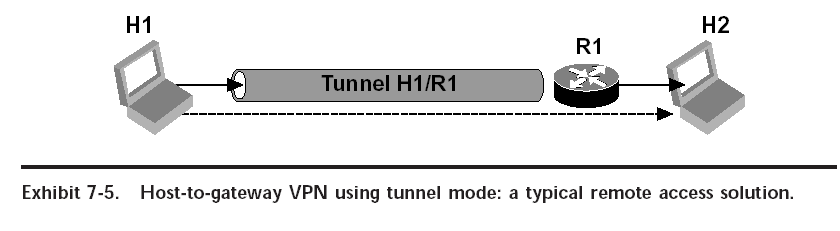 H1
H2
R1
Tunnel H1/R1
Exhibit 7-5. Host-to-gateway VPN using tunnel mode: a typical remote access solution.